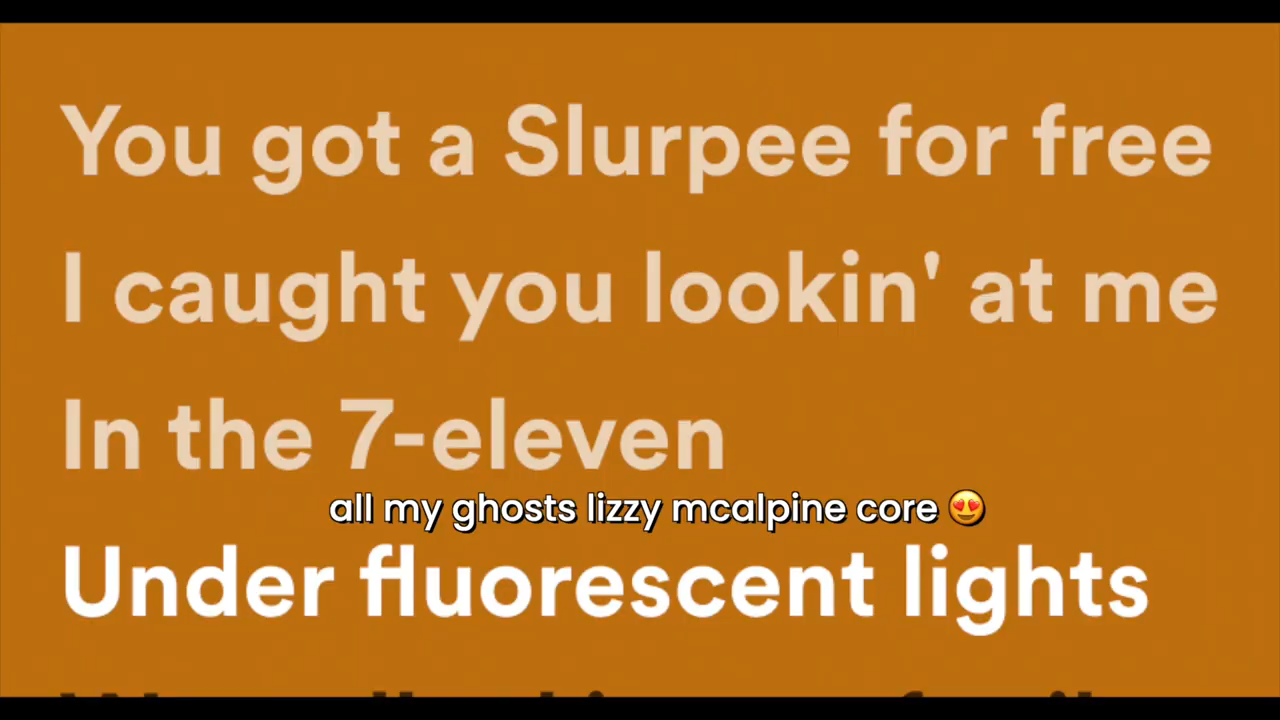 You got a Slurpee for free
I caught you lookin' at me
In the 7-eleven
all my ghosts lizzy mcalpine core 😍
Under fluorescent lights